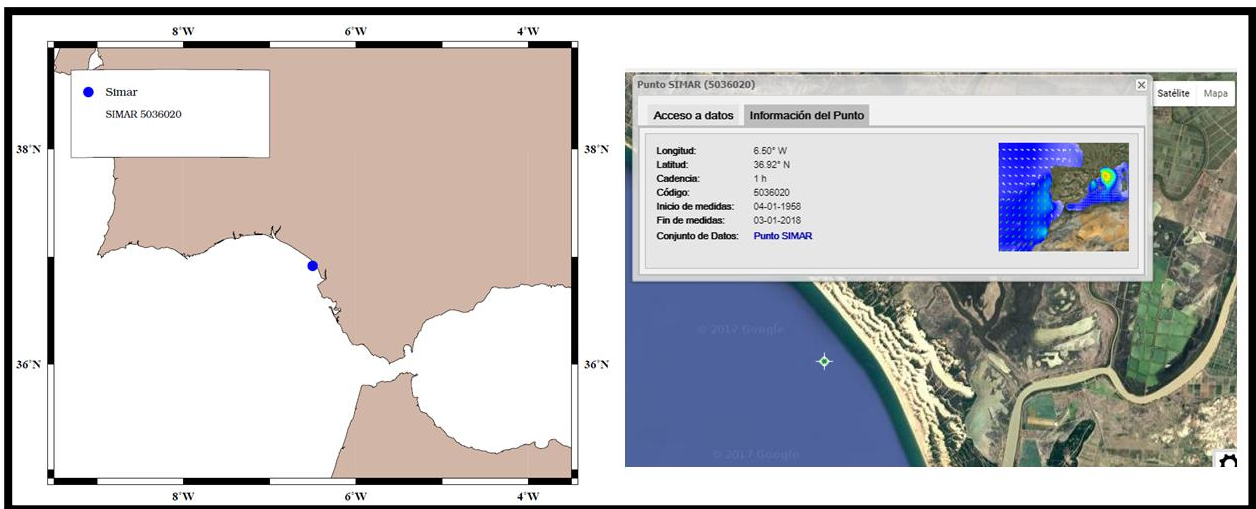 8°W 6°W 4°W
Simar
SIMAR 5036020
38°N 38°N
36°N 36°N
8°W 6°W 4°W
Punto SIMAR (5036020)
Satélite Mapa
Acceso a datos Información del Punto
Longitud: 6.50° W
Latitud: 36.92° N
Cadencia: 1 h
Código: 5036020
Inicio de medidas: 04-01-1958
Fin de medidas: 03-01-2018
Conjunto de Datos: Punto SIMAR
© 2017 Google
© 2017 Google